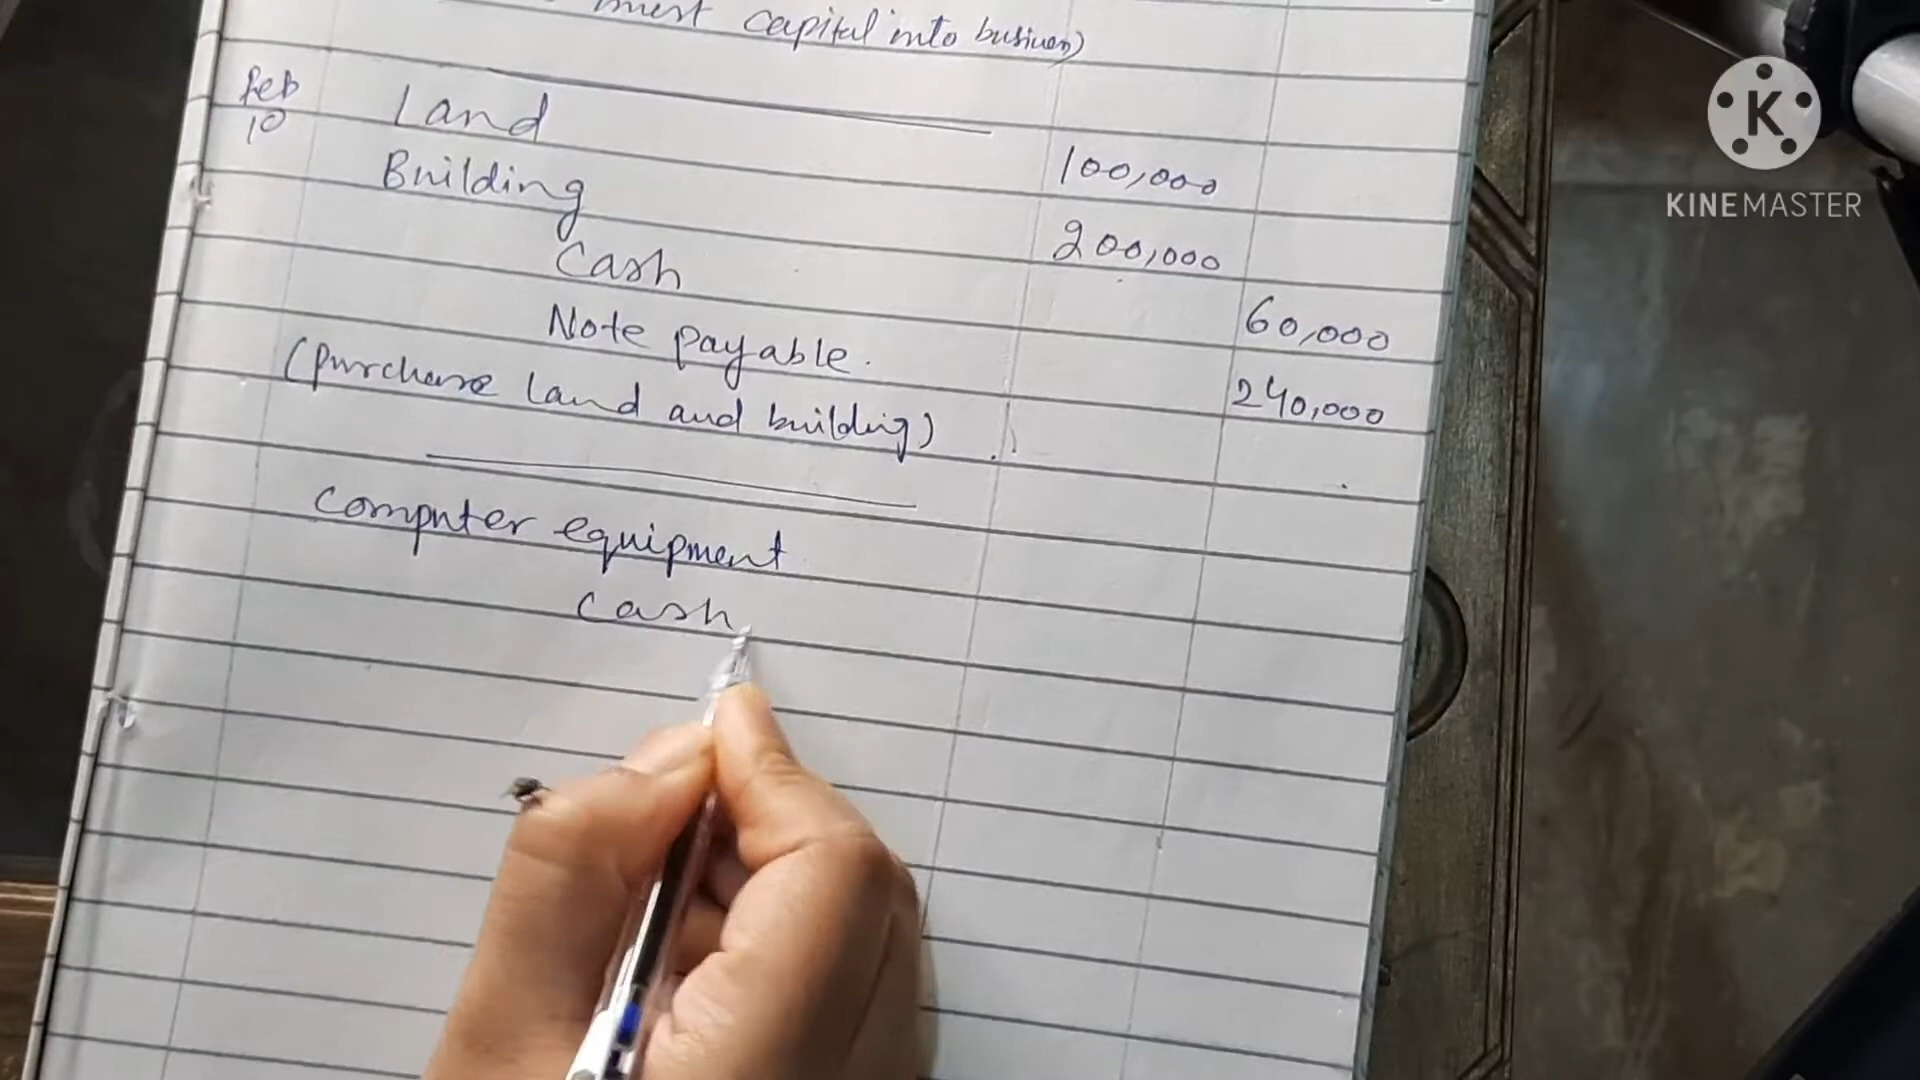 invest capital into business)
Feb
10
Land 100,000
Building 200,000
Cash 60,000
Note payable. 240,000
(purchase land and building)
Computer equipment
Cash
K
KINEMASTER